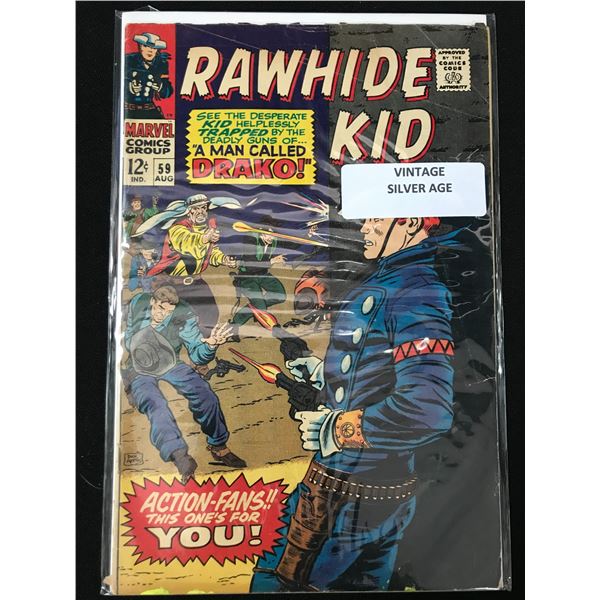 RAWHIDE
KID
APPROVED
BY THE
COMICS
CODE
AUTHORITY
MARVEL
COMICS
GROUP
12¢
IND.
59
AUG
SEE THE DESPERATE
KID HELPLESSLY
TRAPPED BY THE
DEADLY GUNS OF...
"A MAN CALLED
DRAKO!"
VINTAGE
SILVER AGE
ACTION-FANS!!
THIS ONE'S FOR
YOU!